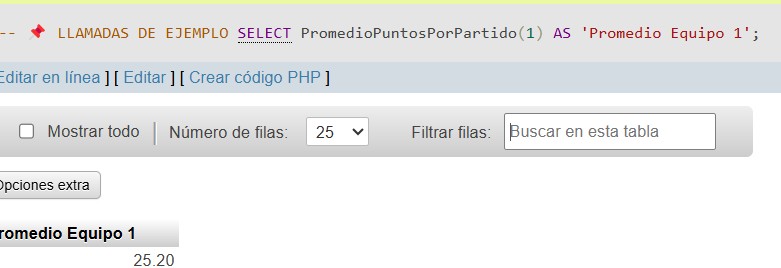 -- 📌 LLAMADAS DE EJEMPLO SELECT PromedioPuntosPorPartido(1) AS 'Promedio Equipo 1';
Editar en línea ] [ Editar ] [ Crear código PHP ]
Mostrar todo Número de filas: 25 Filtrar filas: Buscar en esta tabla
Opciones extra
romedio Equipo 1
25.20